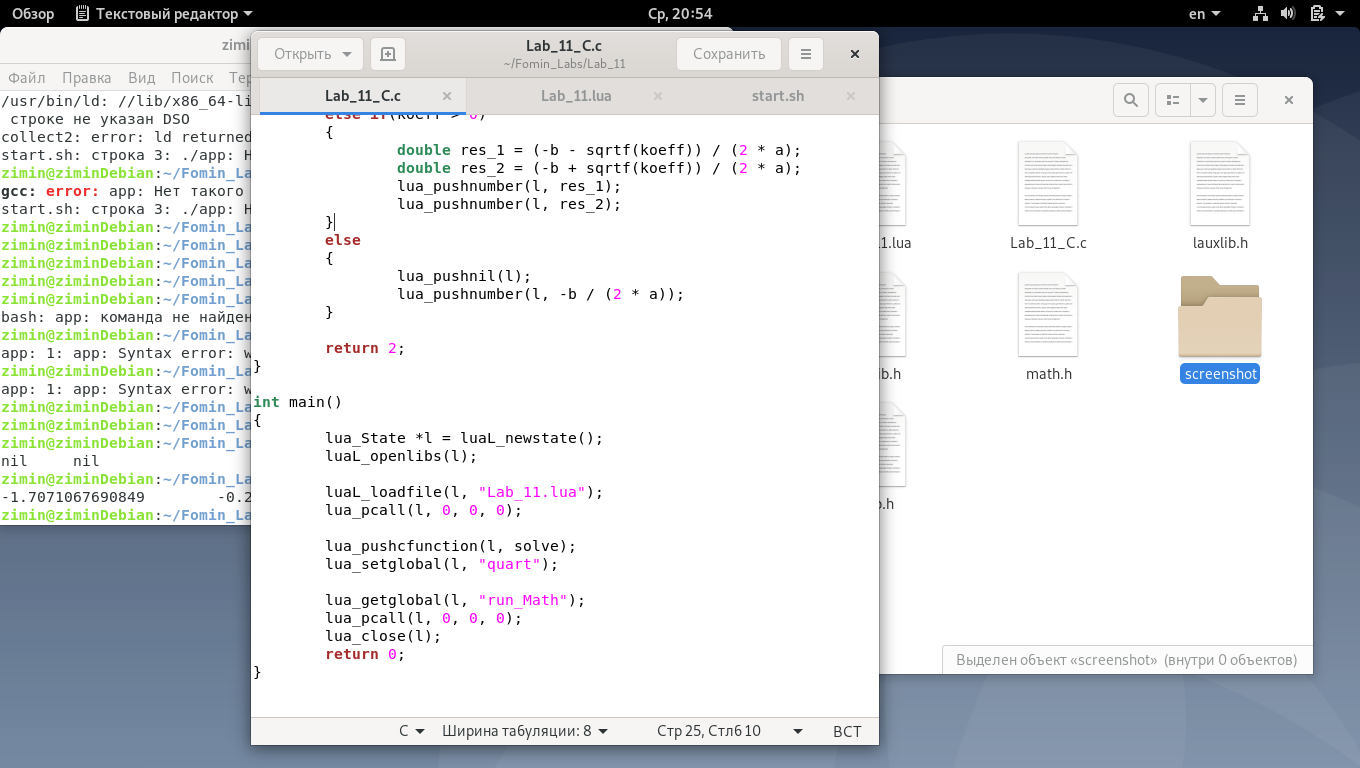 Обзор
Текстовый редактор
Ср, 20:54
en
zimi
Файл Правка Вид Поиск Тер
/usr/bin/ld: //lib/x86_64-li
строке не указан DSO
collect2: error: ld returned
start.sh: строка 3: ./app: Н
zimin@ziminDebian:~/Fomin_La
gcc: error: app: Нет такого
start.sh: строка 3: ./app: Н
zimin@ziminDebian:~/Fomin_La
zimin@ziminDebian:~/Fomin_La
zimin@ziminDebian:~/Fomin_La
zimin@ziminDebian:~/Fomin_La
zimin@ziminDebian:~/Fomin_La
bash: app: команда не найден
zimin@ziminDebian:~/Fomin_La
app: 1: app: Syntax error: w
zimin@ziminDebian:~/Fomin_La
app: 1: app: Syntax error: w
zimin@ziminDebian:~/Fomin_La
zimin@ziminDebian:~/Fomin_La
zimin@ziminDebian:~/Fomin_La
nil nil
zimin@ziminDebian:~/Fomin_La
-1.7071067690849 -0.2
zimin@ziminDebian:~/Fomin_La
Открыть
Lab_11_C.c
~/Fomin_Labs/Lab_11
Сохранить
Lab_11_C.c
Lab_11.lua
start.sh
else if(koeff > 0)
{
double res_1 = (-b - sqrtf(koeff)) / (2 * a);
double res_2 = (-b + sqrtf(koeff)) / (2 * a);
lua_pushnumber(l, res_1);
lua_pushnumber(l, res_2);
}
else
{
lua_pushnil(l);
lua_pushnumber(l, -b / (2 * a));
}
return 2;
}
int main()
{
lua_State *l = luaL_newstate();
luaL_openlibs(l);
luaL_loadfile(l, "Lab_11.lua");
lua_pcall(l, 0, 0, 0);
lua_pushcfunction(l, solve);
lua_setglobal(l, "quart");
lua_getglobal(l, "run_Math");
lua_pcall(l, 0, 0, 0);
lua_close(l);
return 0;
}
C
Ширина табуляции: 8
Стр 25, Стлб 10
ВСТ
1.lua
Lab_11_C.c
lauxlib.h
ib.h
math.h
screenshot
.h
Выделен объект «screenshot» (внутри 0 объектов)